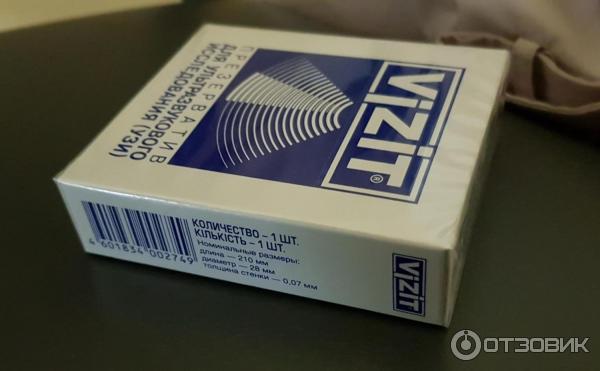 ViZiT®
ПРЕЗЕРВАТИВ
ДЛЯ УЛЬТРАЗВУКОВОГО
ИССЛЕДОВАНИЯ (УЗИ)
4 601834 002749
КОЛИЧЕСТВО – 1 ШТ.
КІЛЬКІСТЬ – 1 ШТ.
Номинальные размеры:
длина — 210 мм
диаметр — 28 мм
толщина стенки — 0,07 мм
ViZiT
ОТЗОВИК